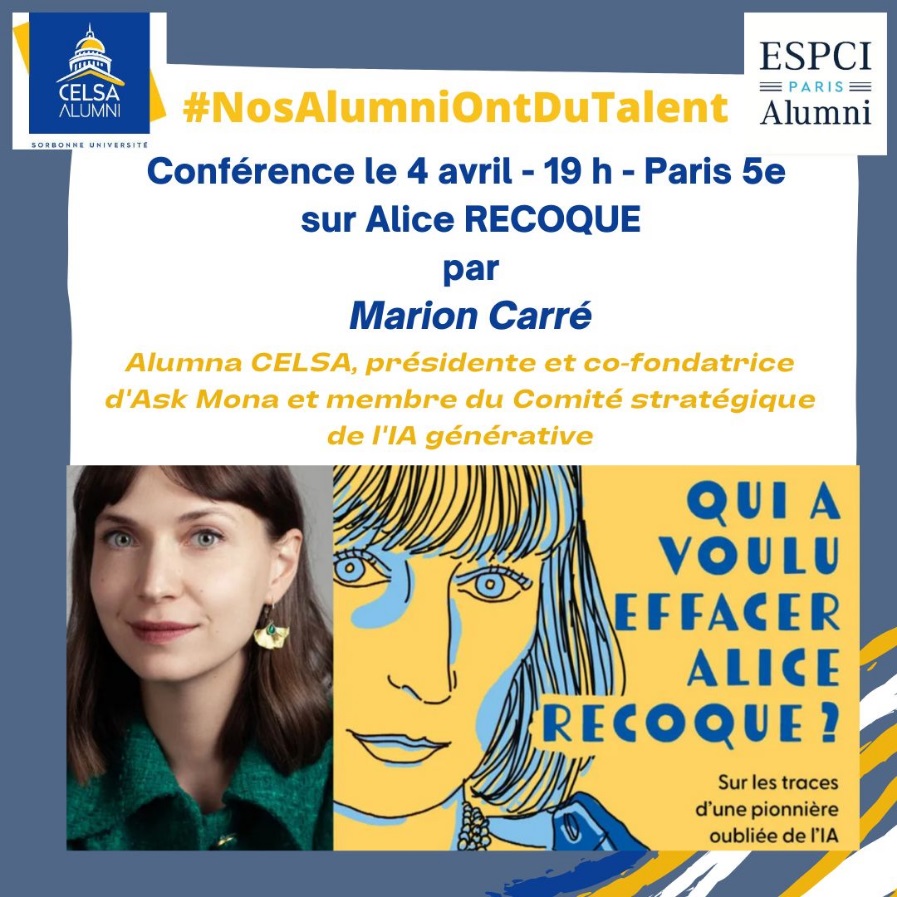 CELSA
ALUMNI
SORBONNE UNIVERSITÉ
#NosAlumniOntDuTalent
ESPCI
PARIS
Alumni
Conférence le 4 avril - 19 h - Paris 5e
sur Alice RECOQUE
par
Marion Carré
Alumna CELSA, présidente et co-fondatrice
d'Ask Mona et membre du Comité stratégique
de l'IA générative
QUI A
VOULU
EFFACER
ALICE
RECOQUE ?
Sur les traces
d'une pionnière
oubliée de l'IA